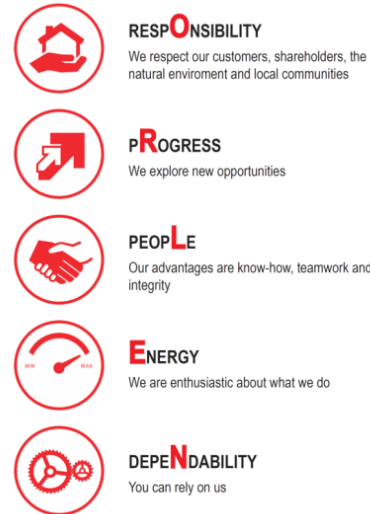 RESPONSIBILITY
We respect our customers, shareholders, the
natural enviroment and local communities
PROGRESS
We explore new opportunities
PEOPLE
Our advantages are know-how, teamwork and
integrity
MIN MAX
ENERGY
We are enthusiastic about what we do
DEPENDABILITY
You can rely on us